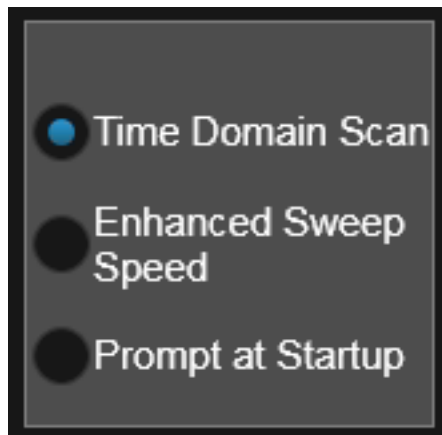 Time Domain Scan
Enhanced Sweep
Speed
Prompt at Startup